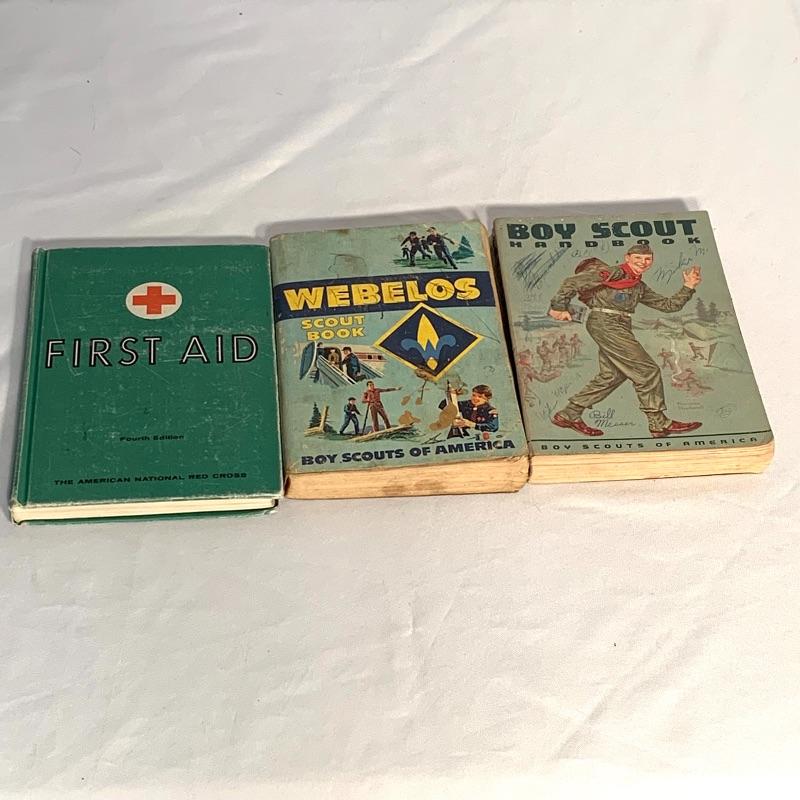 FIRST AID
Fourth Edition
THE AMERICAN NATIONAL RED CROSS
WEBELOS
SCOUT
BOOK
BOY SCOUTS OF AMERICA
BOY SCOUT
HANDBOOK
Bill
BOY SCOUTS OF AMERICA